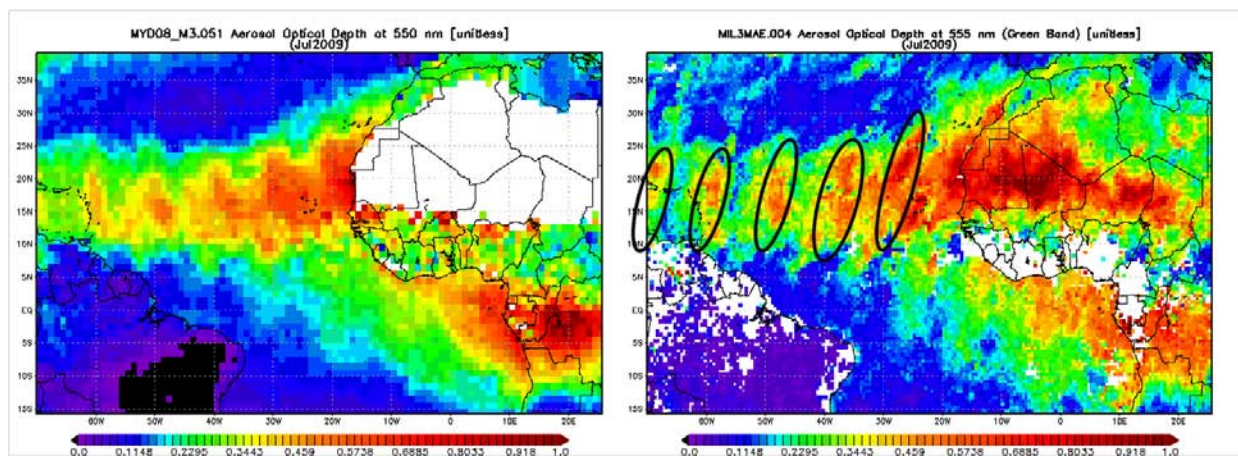 MYD08_M3.051 Aerosol Optical Depth at 550 nm [unitless]
(Jul2009)
35N
30N
25N
20N
15N
10N
5N
EQ
5S
10S
15S
60W
50W
40W
30W
20W
10W
0
10E
20E
0.0
0.1148
0.2295
0.3443
0.459
0.5738
0.6885
0.8033
0.918
1.0
MIL3MAE.004 Aerosol Optical Depth at 555 nm (Green Band) [unitless]
(Jul2009)
35N
30N
25N
20N
15N
10N
5N
EQ
5S
10S
15S
60W
50W
40W
30W
20W
10W
0
10E
20E
0.0
0.1148
0.2295
0.3443
0.459
0.5738
0.6885
0.8033
0.918
1.0